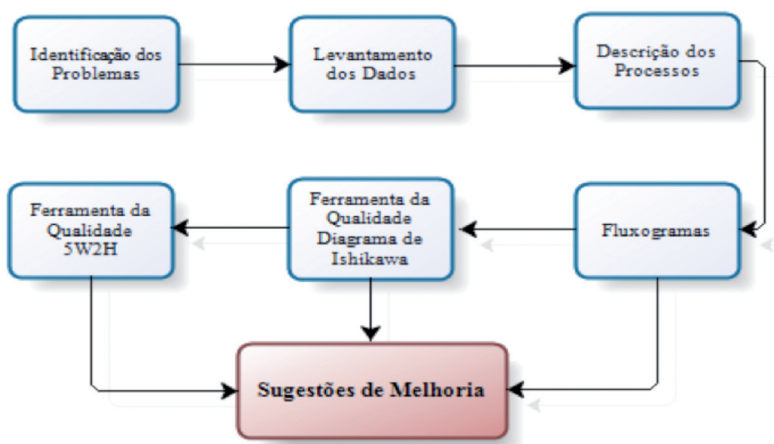 Identificação dos
Problemas
Levantamento
dos Dados
Descrição dos
Processos
Ferramenta da
Qualidade
5W2H
Ferramenta da
Qualidade
Diagrama de
Ishikawa
Fluxogramas
Sugestões de Melhoria